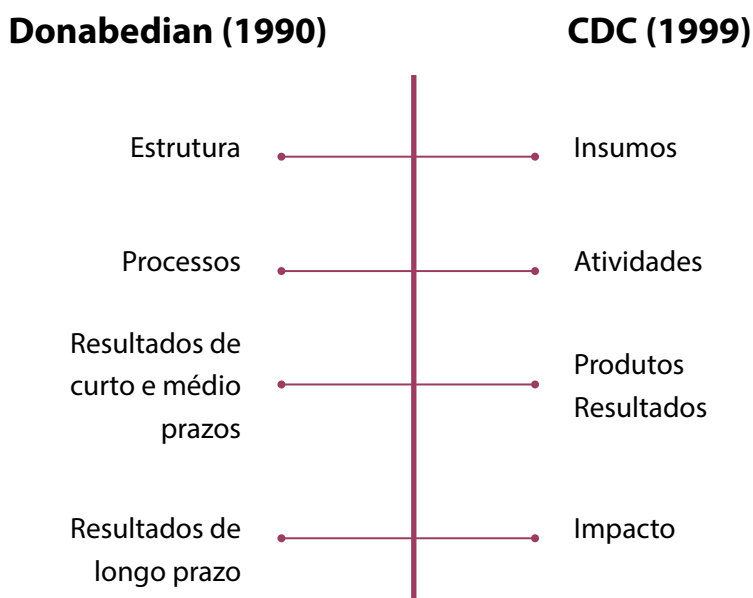 Donabedian (1990)
CDC (1999)
Estrutura
Insumos
Processos
Atividades
Resultados de
curto e médio
prazos
Produtos
Resultados
Resultados de
longo prazo
Impacto